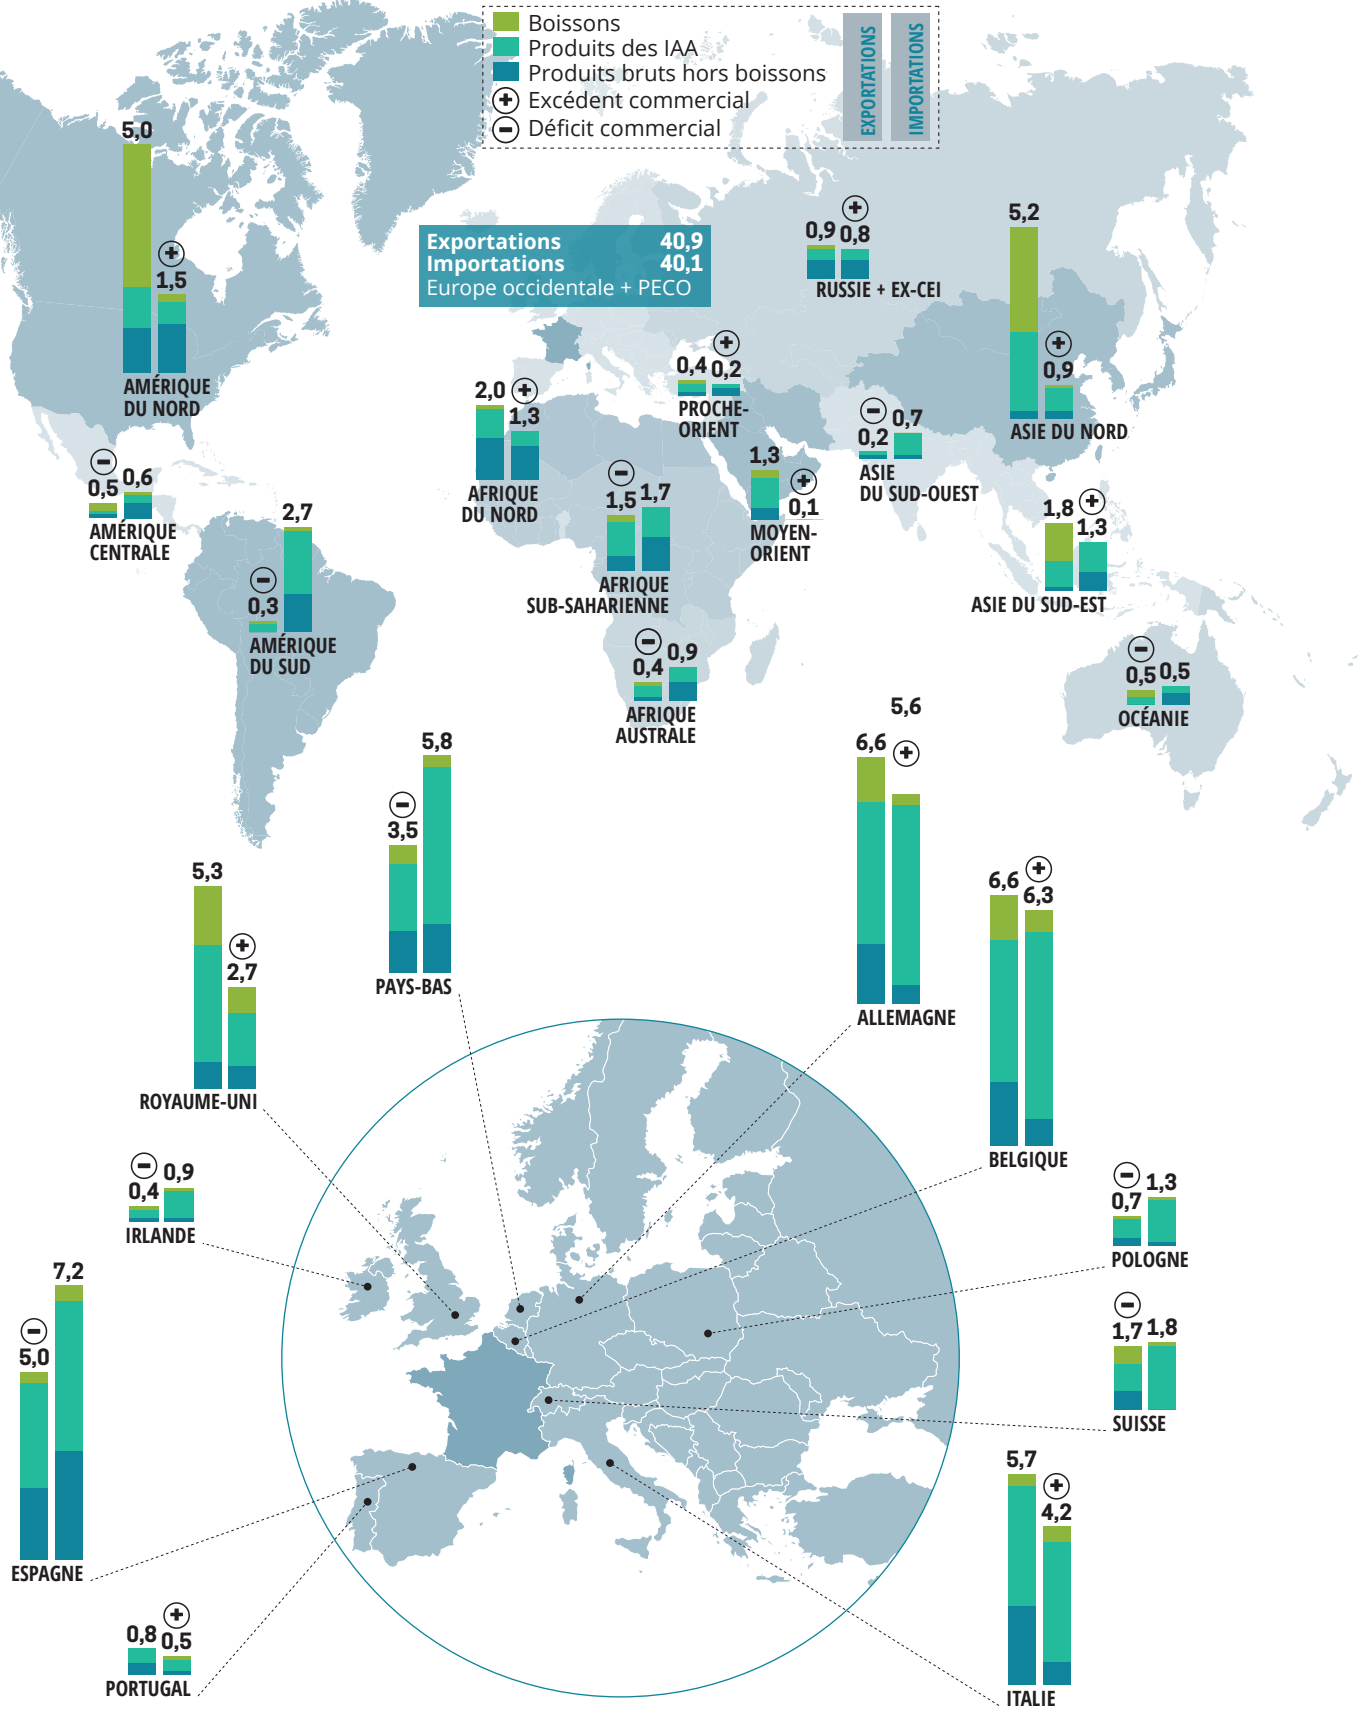 Boissons
Produits des IAA
Produits bruts hors boissons
Excédent commercial
Déficit commercial
EXPORTATIONS
IMPORTATIONS
5,0
1,5
AMÉRIQUE
DU NORD
Exportations 40,9
Importations 40,1
Europe occidentale + PECO
0,9 0,8
RUSSIE + EX-CEI
5,2
0,9
ASIE DU NORD
0,4 0,2
PROCHE-
ORIENT
2,0
1,3
AFRIQUE
DU NORD
0,2 0,7
ASIE
DU SUD-OUEST
0,5 0,6
AMÉRIQUE
CENTRALE
1,3
0,1
MOYEN-
ORIENT
1,5 1,7
AFRIQUE
SUB-SAHARIENNE
1,8
1,3
ASIE DU SUD-EST
2,7
0,3
AMÉRIQUE
DU SUD
0,4 0,9
AFRIQUE
AUSTRALE
0,5 0,5
OCÉANIE
5,8
3,5
PAYS-BAS
5,6
6,6
ALLEMAGNE
5,3
2,7
ROYAUME-UNI
6,6
6,3
BELGIQUE
0,4 0,9
IRLANDE
0,7 1,3
POLOGNE
7,2
5,0
ESPAGNE
1,7 1,8
SUISSE
5,7
4,2
ITALIE
0,8 0,5
PORTUGAL